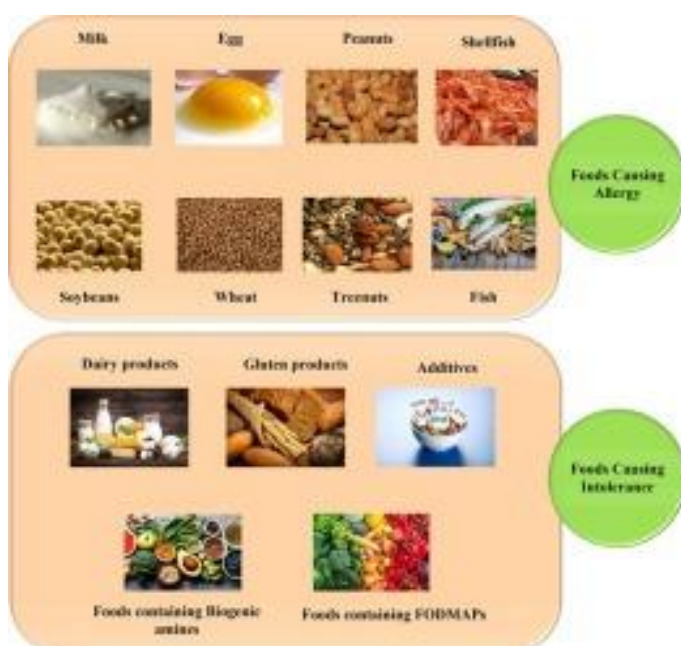 Milk
Egg
Peanuts
Shellfish
Foods Causing
Allergy
Soybeans
Wheat
Treenuts
Fish
Dairy products
Gluten products
Additives
Foods Causing
Intolerance
Foods containing Biogenic
amines
Foods containing FODMAPs